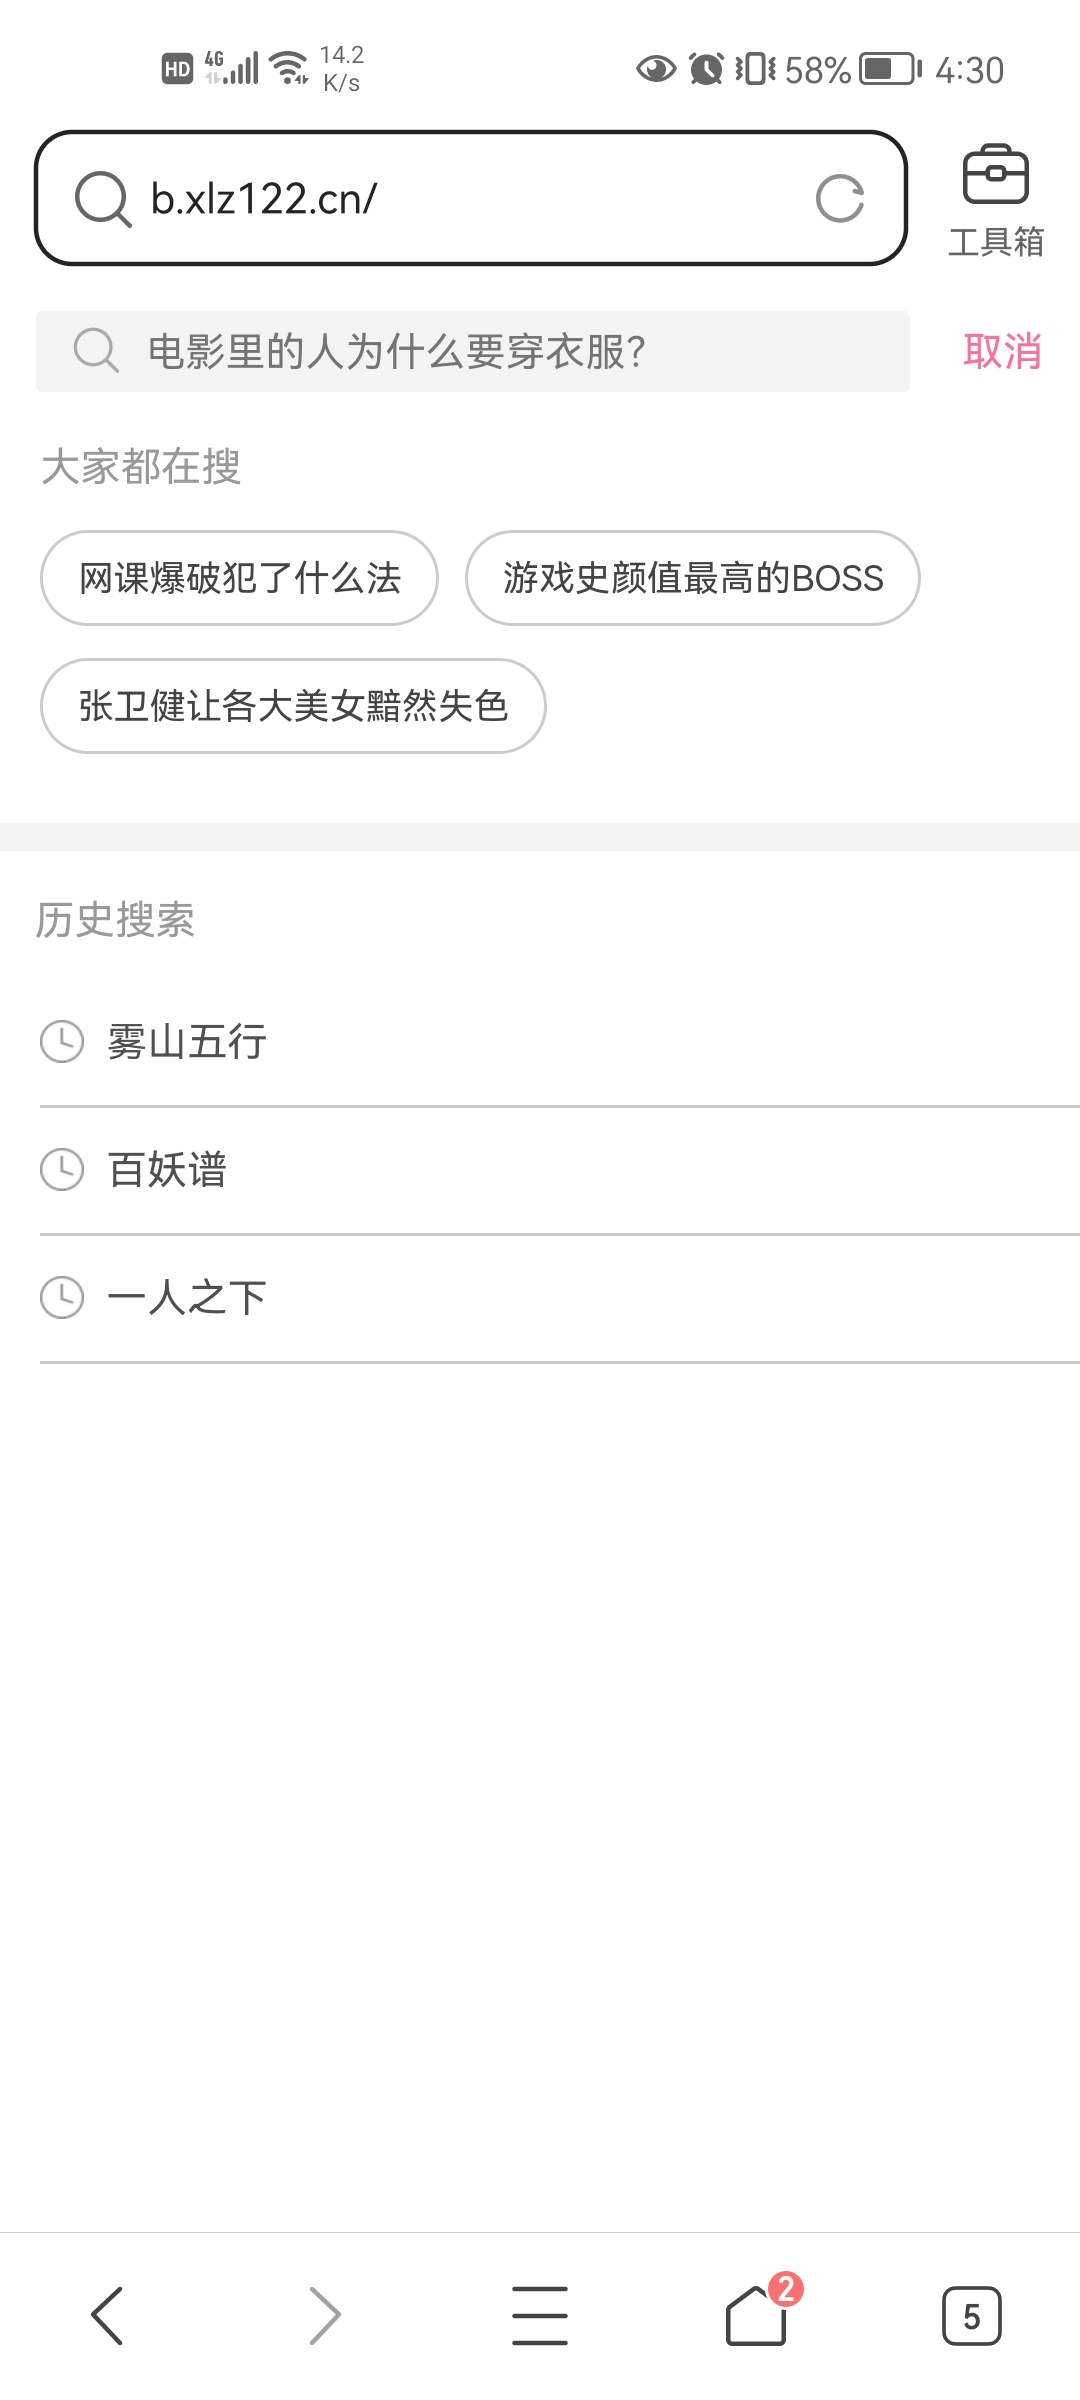 HD 4G 14.2 K/s 58% 4:30
b.xlz122.cn/
工具箱
电影里的人为什么要穿衣服?
取消
大家都在搜
网课爆破犯了什么法
游戏史颜值最高的BOSS
张卫健让各大美女黯然失色
历史搜索
雾山五行
百妖谱
一人之下
2
5